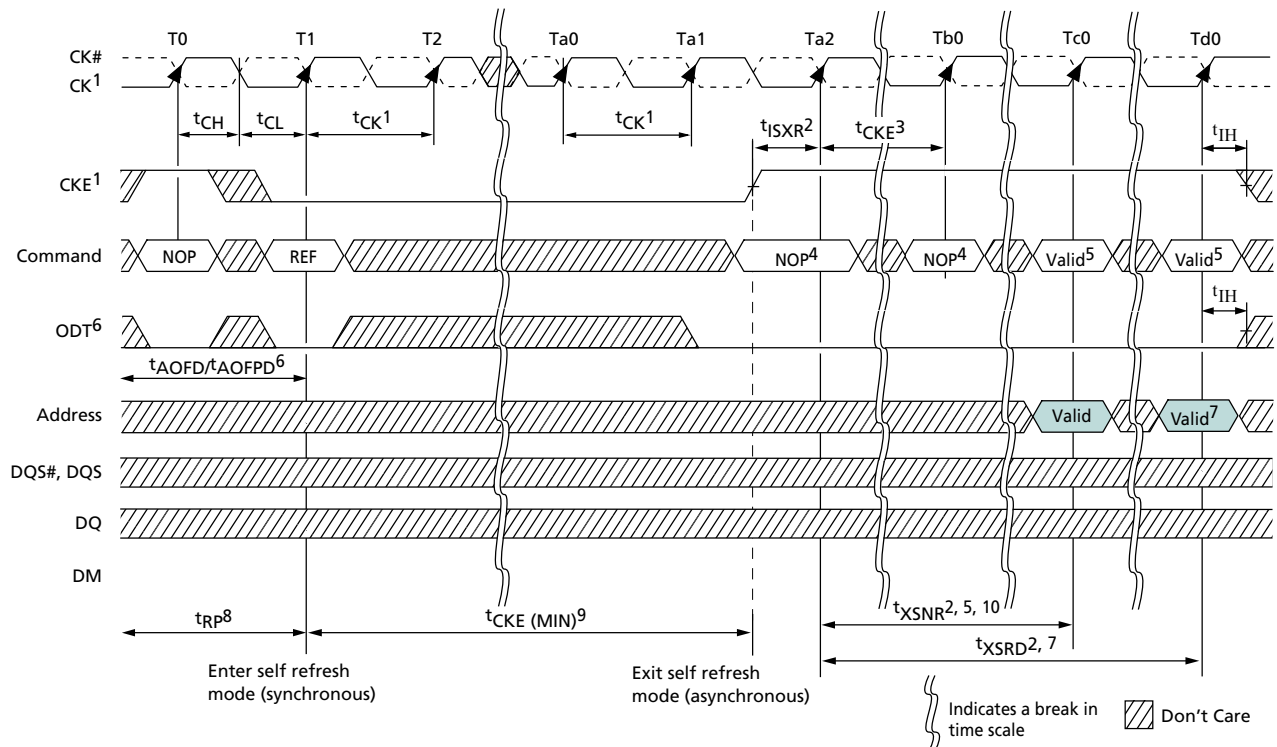 T0 T1 T2 Ta0 Ta1 Ta2 Tb0 Tc0 Td0
CK#
CK1
tCH tCL tCK1 tCK1 tISXR2 tCKE3 tIH
CKE1
Command NOP REF NOP4 NOP4 Valid5 Valid5
tIH
ODT6
tAOFD/tAOFPD6
Address Valid Valid7
DQS#, DQS
DQ
DM
tRP8 tCKE (MIN)9 tXSNR2, 5, 10
tXSRD2, 7
Enter self refresh
mode (synchronous)
Exit self refresh
mode (asynchronous)
Indicates a break in
time scale
Don't Care